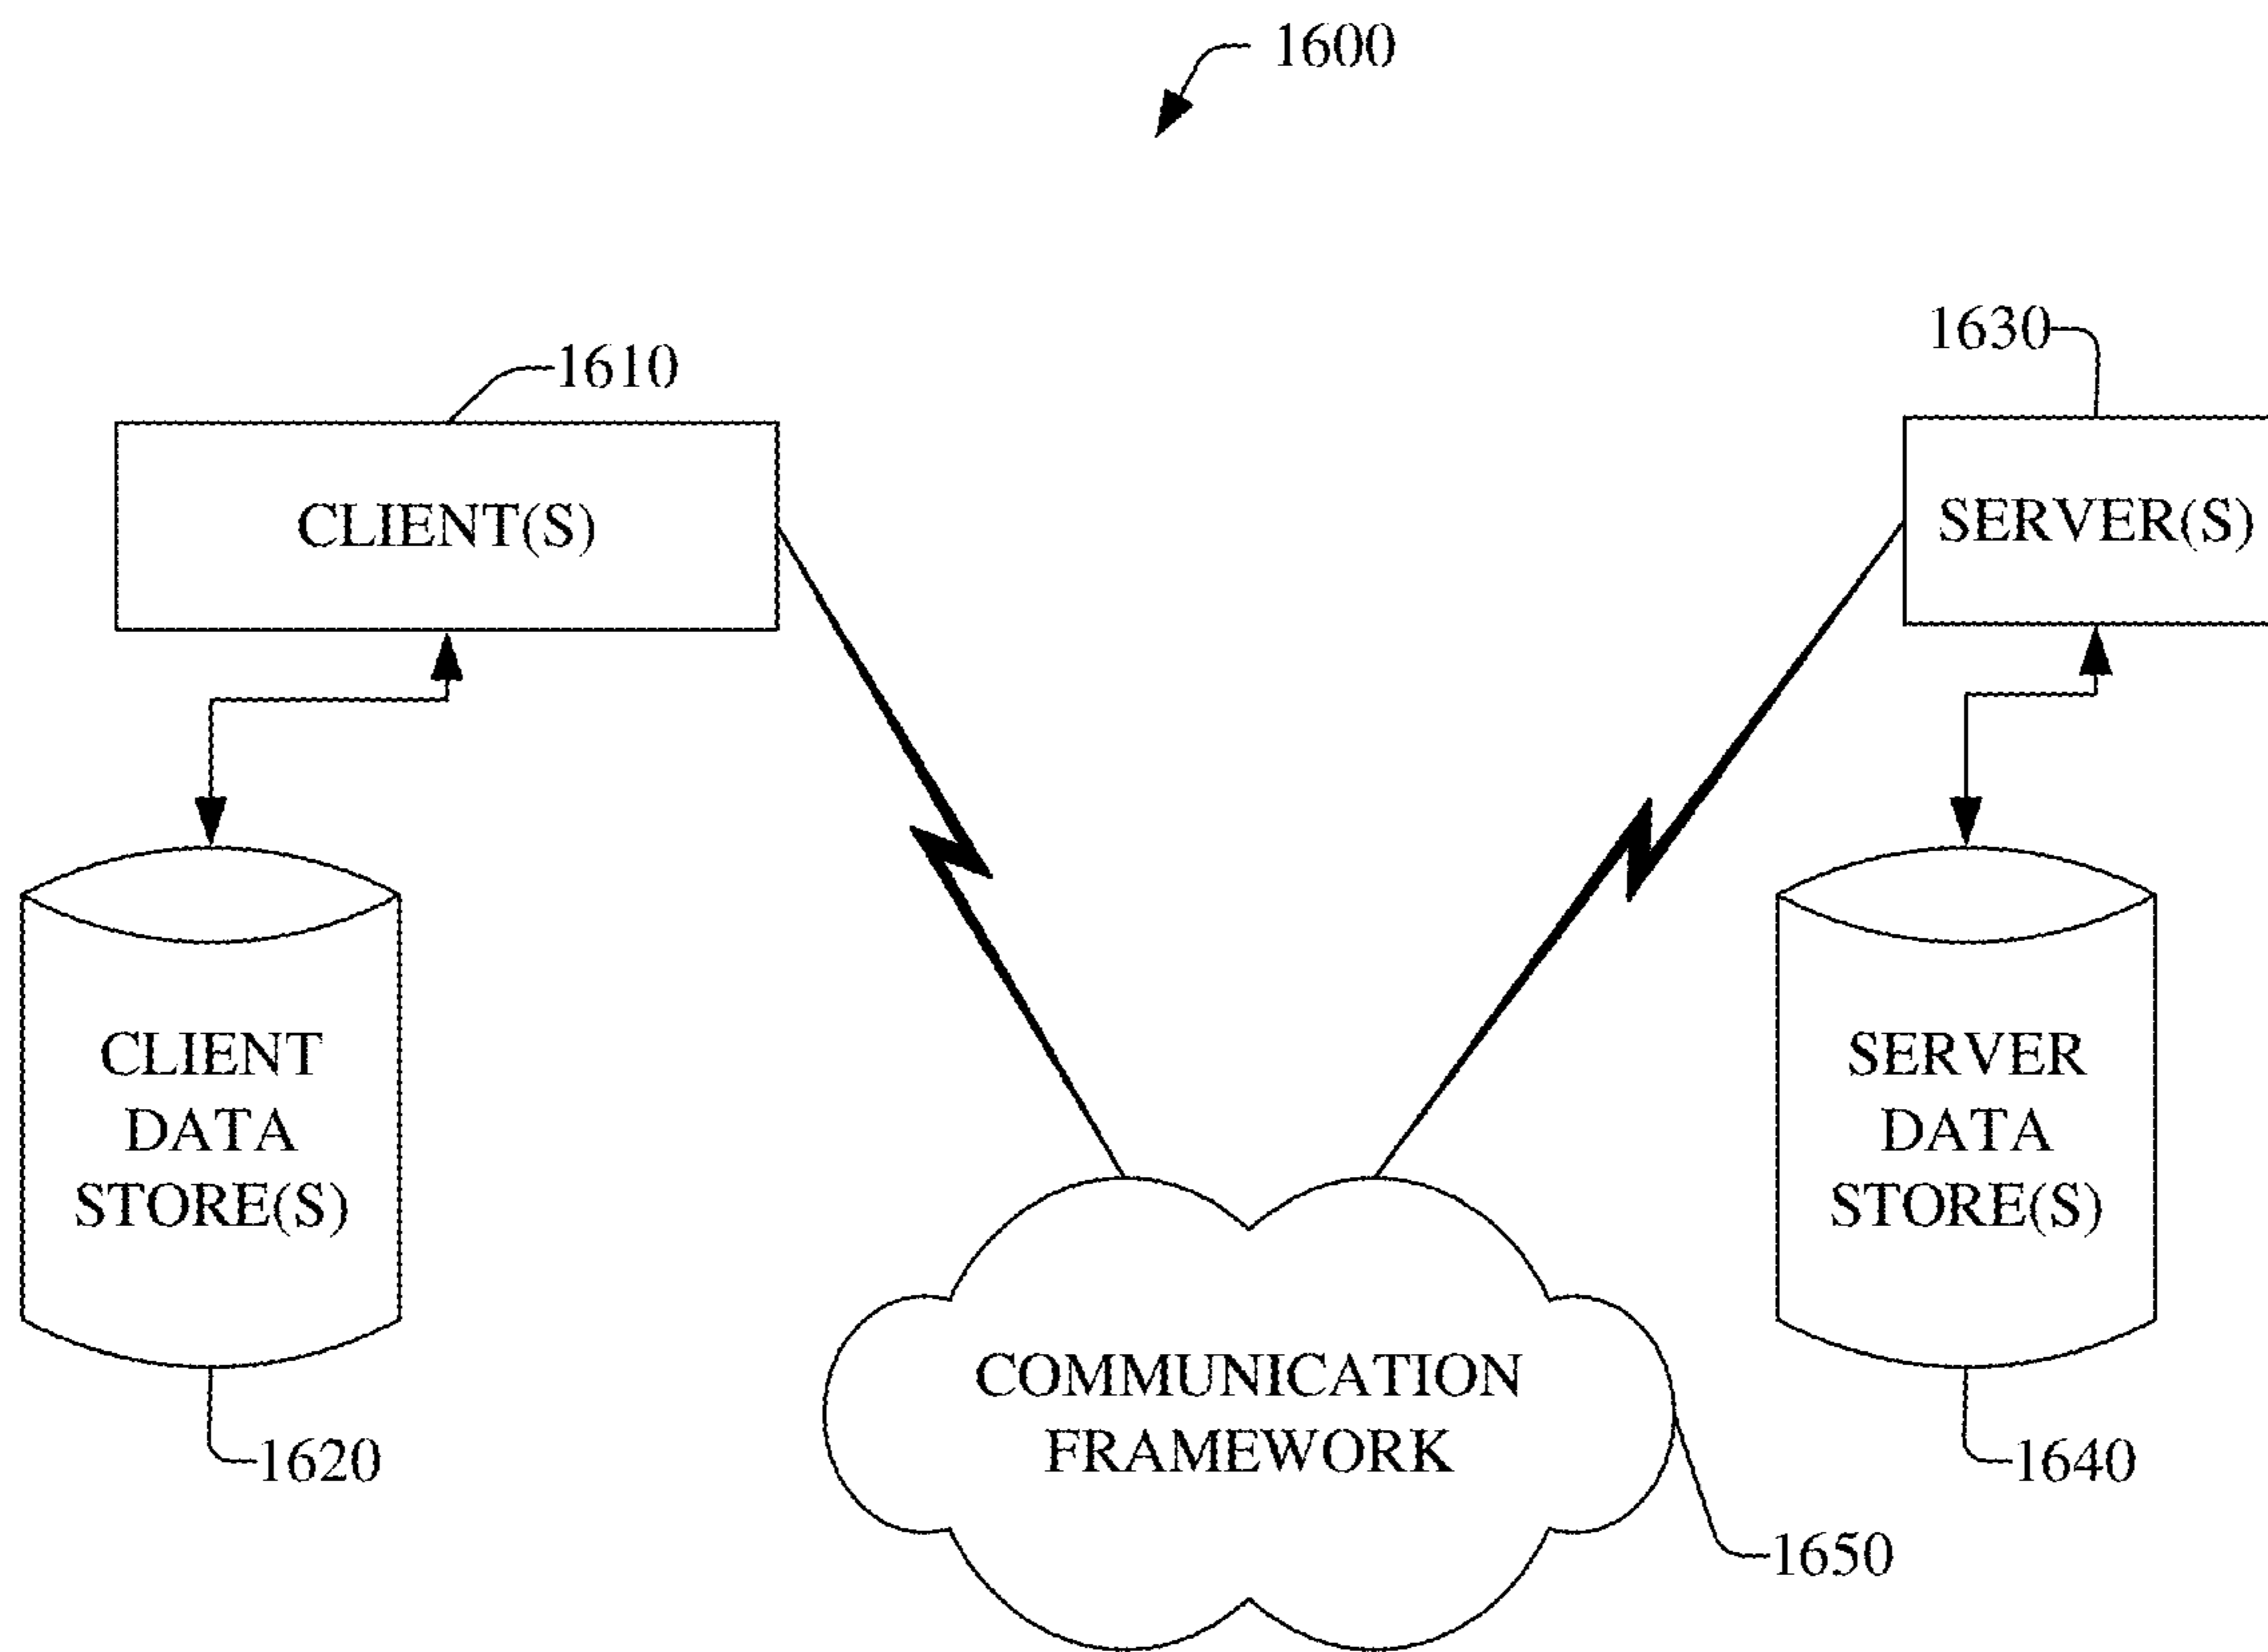 1600
1610
1630
CLIENT(S)
SERVER(S)
CLIENT
DATA
STORE(S)
SERVER
DATA
STORE(S)
COMMUNICATION
FRAMEWORK
1620
1640
1650